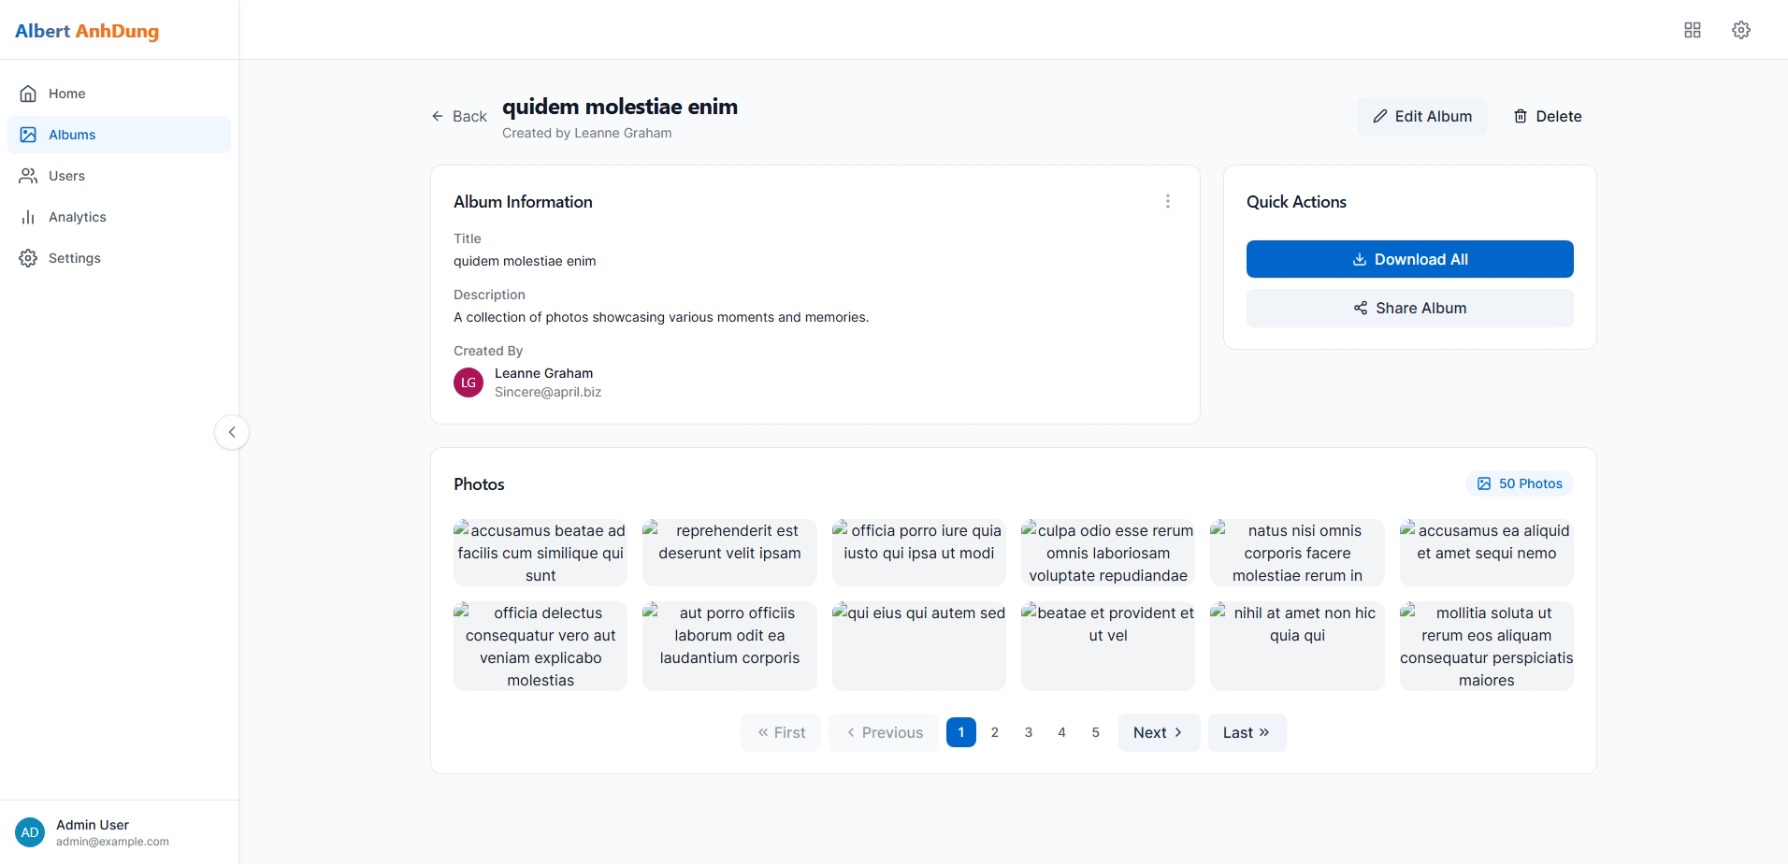 Albert AnhDung
Home
Albums
Users
Analytics
Settings
Back
quidem molestiae enim
Created by Leanne Graham
Edit Album
Delete
Album Information
Title
quidem molestiae enim
Description
A collection of photos showcasing various moments and memories.
Created By
LG
Leanne Graham
Sincere@april.biz
Quick Actions
Download All
Share Album
Photos
50 Photos
accusamus beatae ad
facilis cum similique qui
sunt
reprehenderit est
deserunt velit ipsam
officia porro iure quia
iusto qui ipsa ut modi
culpa odio esse rerum
omnis laboriosam
voluptate repudiandae
natus nisi omnis
corporis facere
molestiae rerum in
accusamus ea aliquid
et amet sequi nemo
officia delectus
consequatur vero aut
veniam explicabo
molestias
aut porro officiis
laborum odit ea
laudantium corporis
qui eius qui autem sed
beatae et provident et
ut vel
nihil at amet non hic
quia qui
mollitia soluta ut
rerum eos aliquam
consequatur perspiciatis
maiores
« First
‹ Previous
1
2
3
4
5
Next ›
Last »
AD
Admin User
admin@example.com